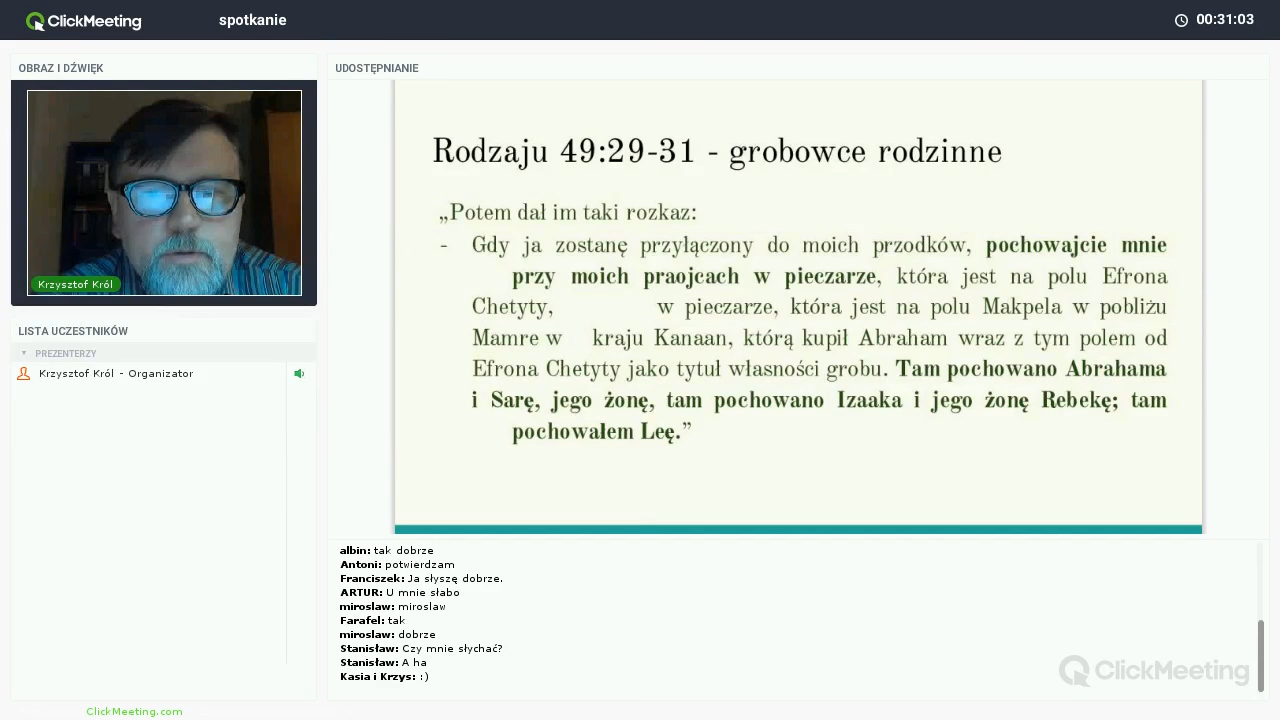 ClickMeeting
spotkanie
00:31:03
OBRAZ I DŹWIĘK
Krzysztof Król
LISTA UCZESTNIKÓW
PREZENTERZY
Krzysztof Król - Organizator
ClickMeeting.com
UDOSTĘPNIANIE
Rodzaju 49:29-31 - grobowce rodzinne
„Potem dał im taki rozkaz:
- Gdy ja zostanę przyłączony do moich przodków, pochowajcie mnie
przy moich praojcach w pieczarze, która jest na polu Efrona
Chetyty, w pieczarze, która jest na polu Makpela w pobliżu
Mamre w kraju Kanaan, którą kupił Abraham wraz z tym polem od
Efrona Chetyty jako tytuł własności grobu. Tam pochowano Abrahama
i Sarę, jego żonę, tam pochowano Izaaka i jego żonę Rebekę; tam
pochowałem Leę.”
albin: tak dobrze
Antoni: potwierdzam
Franciszek: Ja słyszę dobrze.
ARTUR: U mnie słabo
miroslaw: miroslaw
Farafel: tak
miroslaw: dobrze
Stanisław: Czy mnie słychać?
Stanisław: A ha
Kasia i Krzys: :)
ClickMeeting